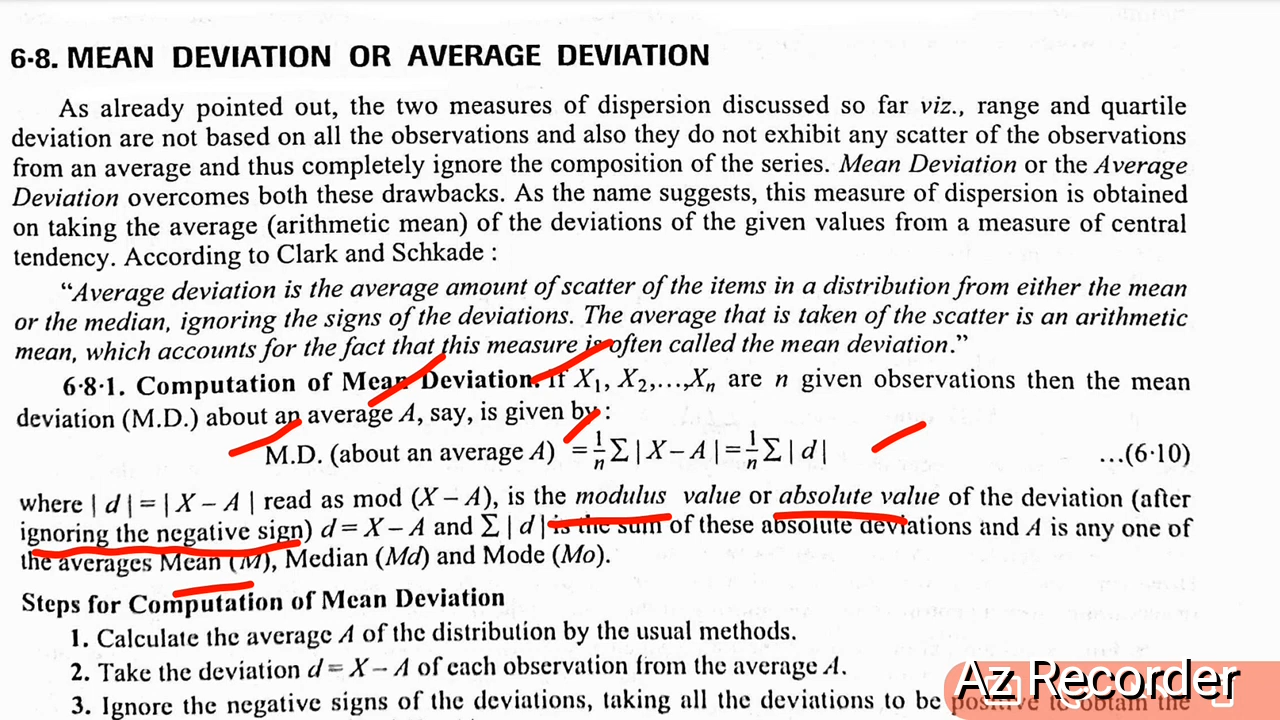 6·8. MEAN DEVIATION OR AVERAGE DEVIATION
As already pointed out, the two measures of dispersion discussed so far viz., range and quartile
deviation are not based on all the observations and also they do not exhibit any scatter of the observations
from an average and thus completely ignore the composition of the series. Mean Deviation or the Average
Deviation overcomes both these drawbacks. As the name suggests, this measure of dispersion is obtained
on taking the average (arithmetic mean) of the deviations of the given values from a measure of central
tendency. According to Clark and Schkade :
“Average deviation is the average amount of scatter of the items in a distribution from either the mean
or the median, ignoring the signs of the deviations. The average that is taken of the scatter is an arithmetic
mean, which accounts for the fact that this measure is often called the mean deviation.”
6·8·1. Computation of Mean Deviation. If X₁, X₂,...,Xₙ are n given observations then the mean
deviation (M.D.) about an average A, say, is given by :
M.D. (about an average A) = 1/n Σ | X – A | = 1/n Σ | d | ...(6·10)
where | d | = | X – A | read as mod (X – A), is the modulus value or absolute value of the deviation (after
ignoring the negative sign) d = X – A and Σ | d | is the sum of these absolute deviations and A is any one of
the averages Mean (M), Median (Md) and Mode (Mo).
Steps for Computation of Mean Deviation
1. Calculate the average A of the distribution by the usual methods.
2. Take the deviation d = X – A of each observation from the average A.
3. Ignore the negative signs of the deviations, taking all the deviations to be positive to obtain the
Az Recorder